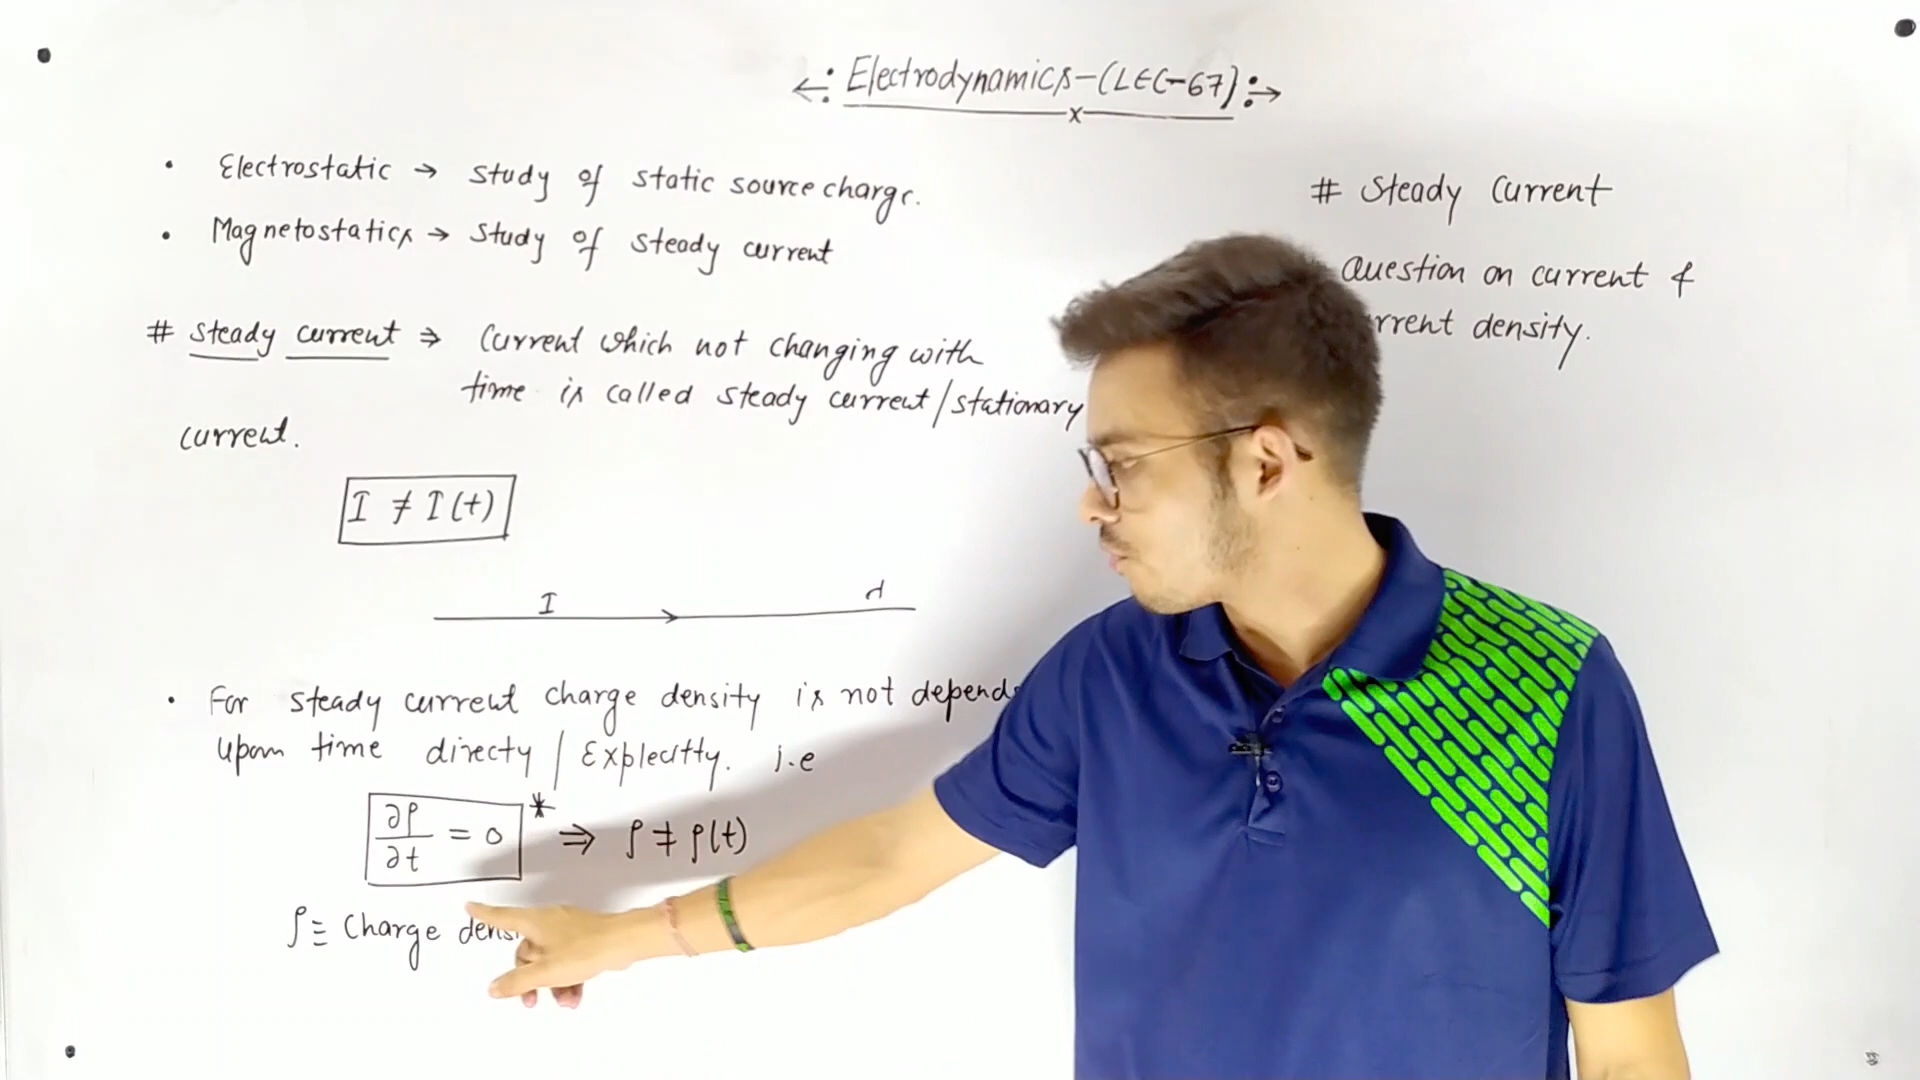 Electrodynamics-(LEC-67)
x
• Electrostatic → study of static source charge.
• Magnetostatics → study of steady current
# steady current ⇒ Current which not changing with
time is called steady current/stationary
current.
I ≠ I(t)
I
• For steady current charge density is not depends
upon time directy / Explecitty. i.e
∂ρ/∂t = 0 * ⇒ ρ ≠ ρ(t)
ρ ≡ Charge
# Steady Current
Question on current &
density.